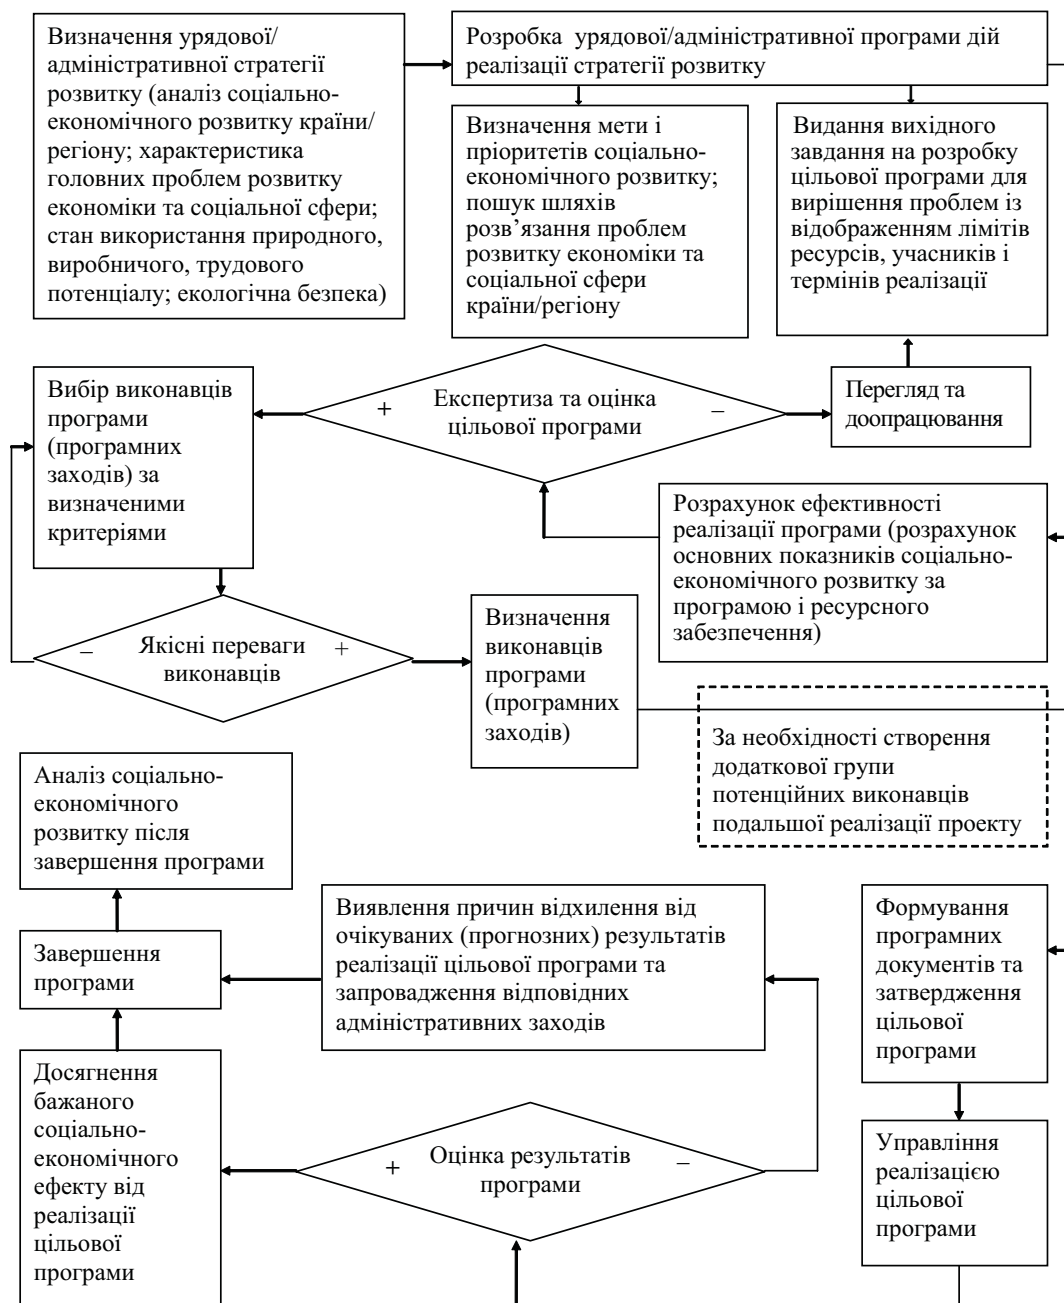 Визначення урядової/
адміністративної стратегії
розвитку (аналіз соціально-
економічного розвитку країни/
регіону; характеристика
головних проблем розвитку
економіки та соціальної сфери;
стан використання природного,
виробничого, трудового
потенціалу; екологічна безпека)
Розробка урядової/адміністративної програми дій
реалізації стратегії розвитку
Визначення мети і
пріоритетів соціально-
економічного розвитку;
пошук шляхів
розв’язання проблем
розвитку економіки та
соціальної сфери
країни/регіону
Видання вихідного
завдання на розробку
цільової програми для
вирішення проблем із
відображенням лімітів
ресурсів, учасників і
термінів реалізації
Вибір виконавців
програми
(програмних
заходів) за
визначеними
критеріями
+ Експертиза та оцінка –
цільової програми
Перегляд та
доопрацювання
Розрахунок ефективності
реалізації програми (розрахунок
основних показників соціально-
економічного розвитку за
програмою і ресурсного
забезпечення)
– Якісні переваги +
виконавців
Визначення
виконавців
програми
(програмних
заходів)
За необхідності створення
додаткової групи
потенційних виконавців
подальшої реалізації проекту
Аналіз соціально-
економічного
розвитку після
завершення програми
Завершення
програми
Виявлення причин відхилення від
очікуваних (прогнозних) результатів
реалізації цільової програми та
запровадження відповідних
адміністративних заходів
Формування
програмних
документів та
затвердження
цільової
програми
Досягнення
бажаного
соціально-
економічного
ефекту від
реалізації
цільової
програми
+ Оцінка результатів –
програми
Управління
реалізацією
цільової
програми